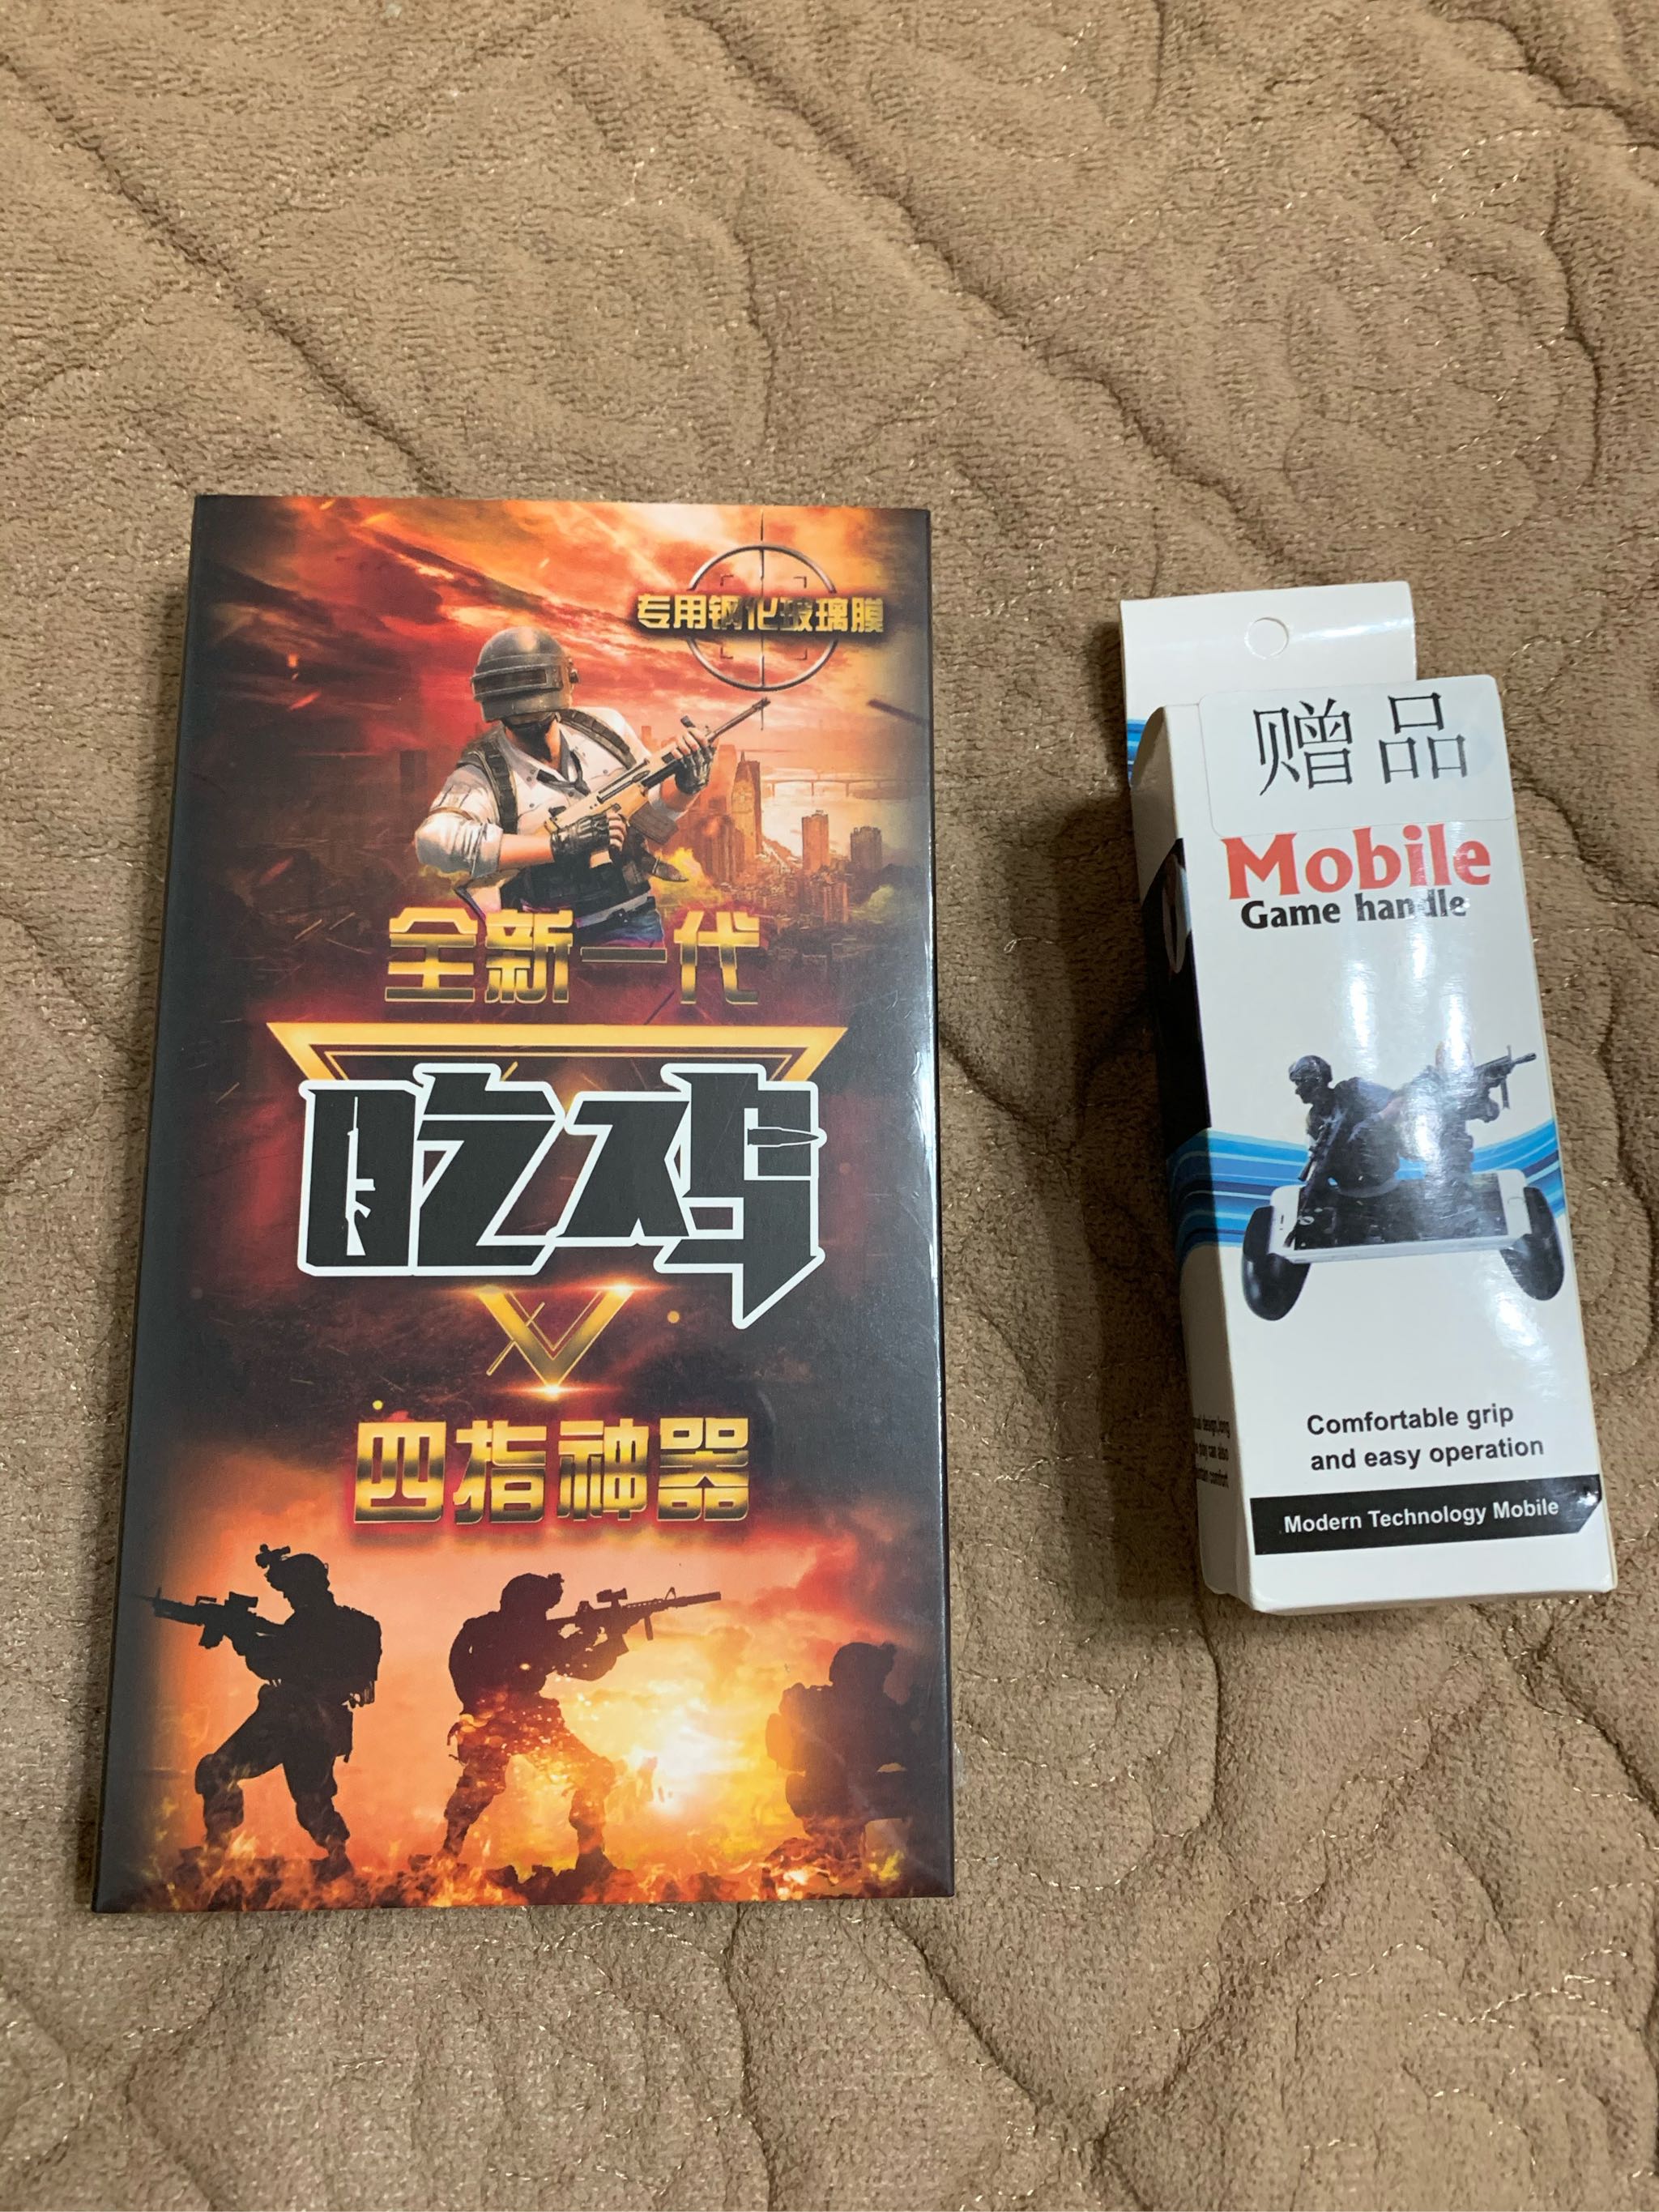 专用钢化玻璃膜
全新一代
吃鸡
四指神器
赠品
Mobile
Game handle
Comfortable grip
and easy operation
Modern Technology Mobile